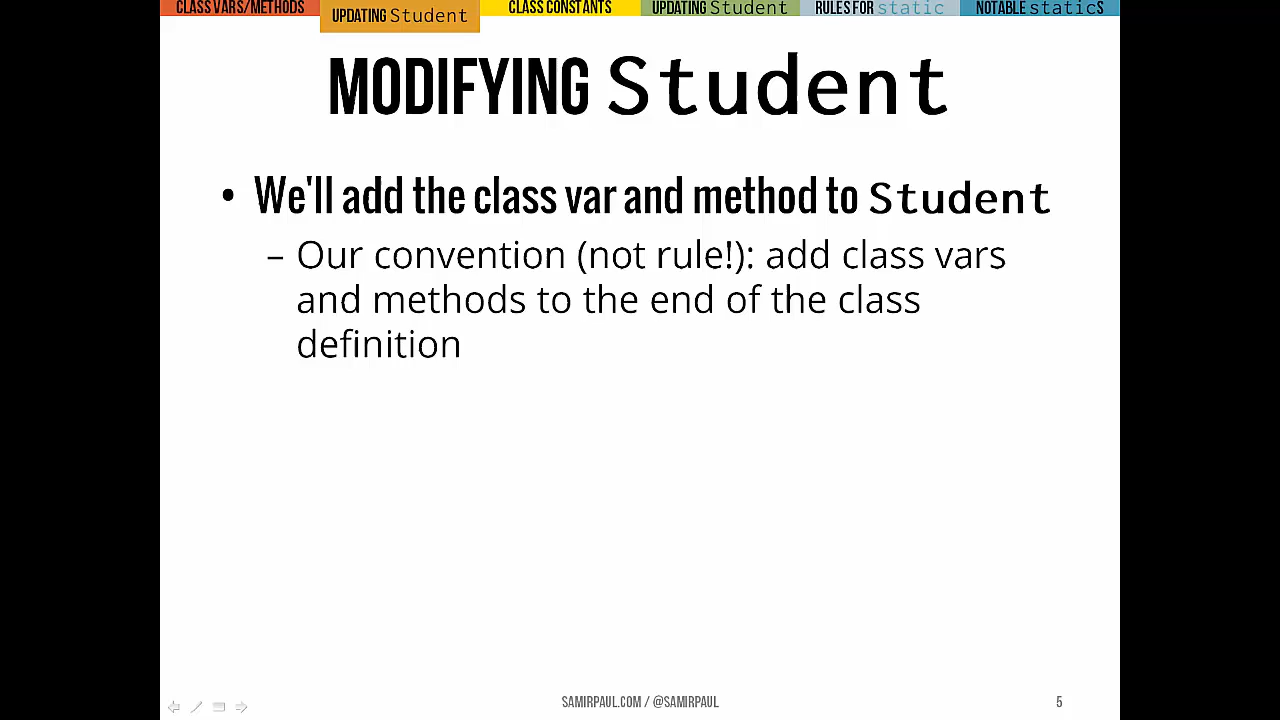 CLASS VARS/METHODS
UPDATING Student
CLASS CONSTANTS
UPDATING Student
RULES FOR static
NOTABLE statics
MODIFYING Student
• We'll add the class var and method to Student
– Our convention (not rule!): add class vars
and methods to the end of the class
definition
SAMIRPAUL.COM / @SAMIRPAUL
5